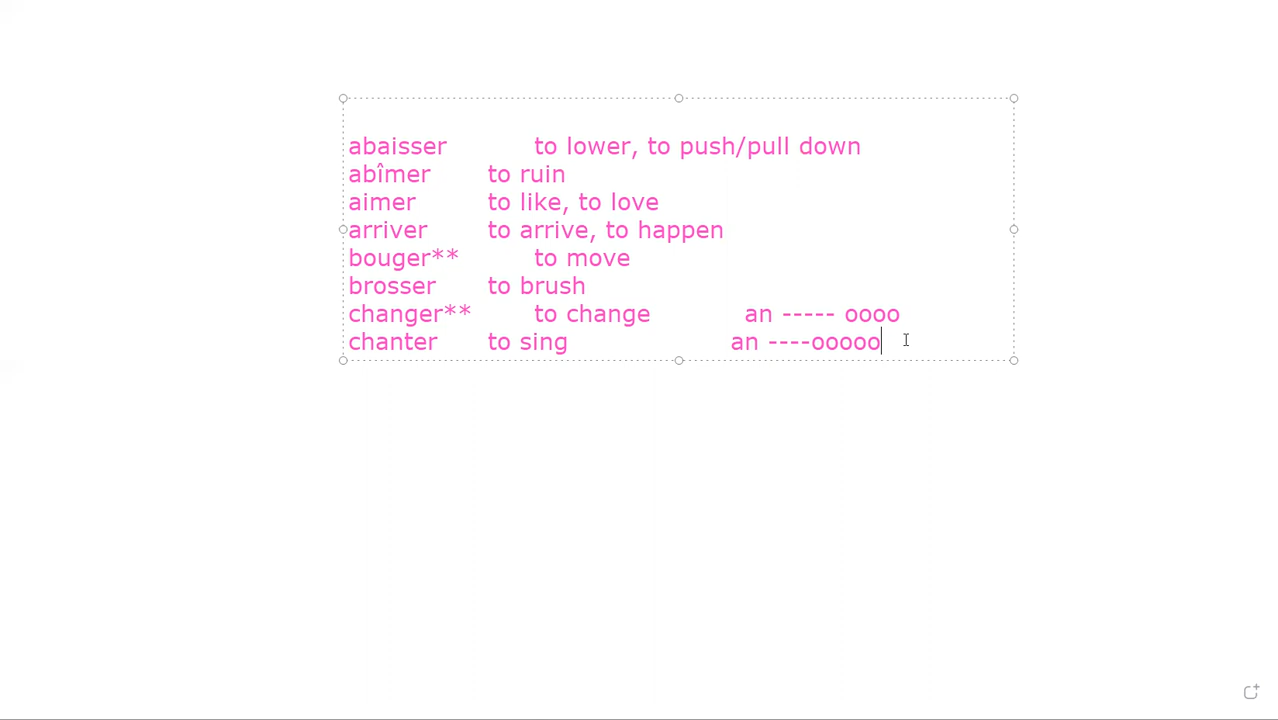 abaisser to lower, to push/pull down
abîmer to ruin
aimer to like, to love
arriver to arrive, to happen
bouger** to move
brosser to brush
changer** to change an ----- oooo
chanter to sing an ----ooooo